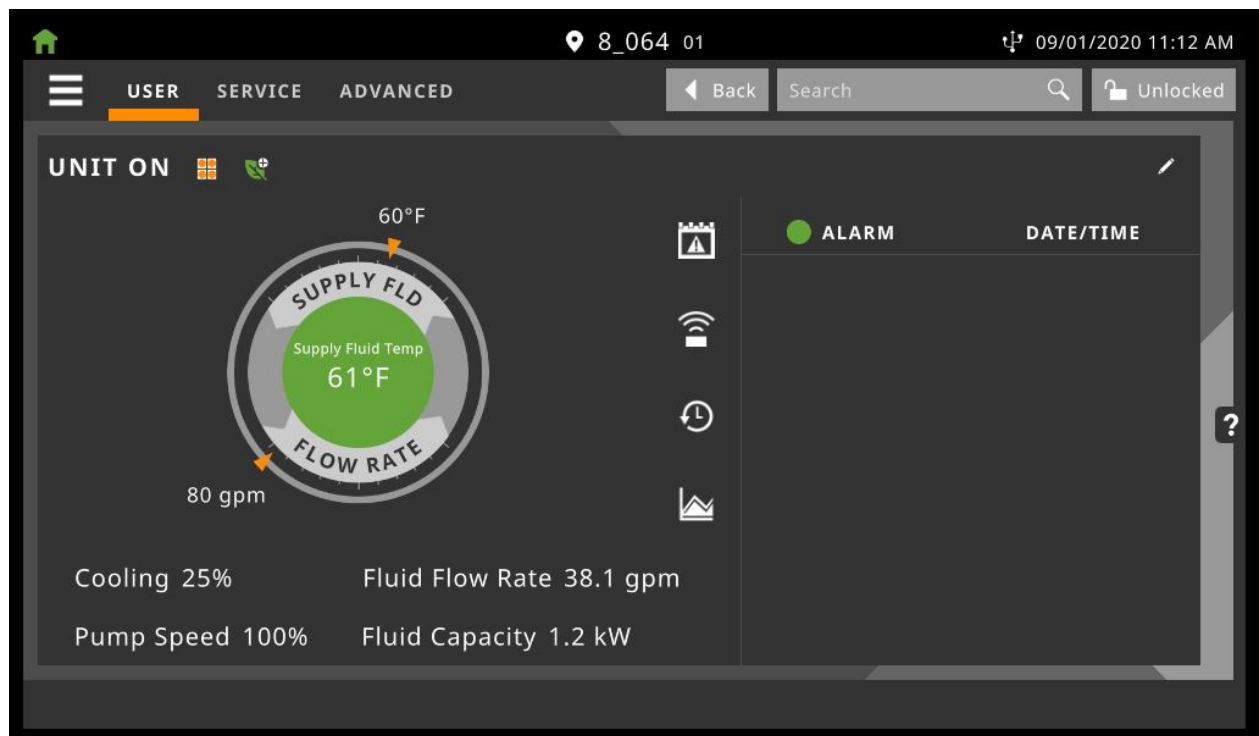 8_064 01 09/01/2020 11:12 AM
USER SERVICE ADVANCED Back Search Unlocked
UNIT ON
60°F
SUPPLY FLD
Supply Fluid Temp
61°F
FLOW RATE
80 gpm
Cooling 25% Fluid Flow Rate 38.1 gpm
Pump Speed 100% Fluid Capacity 1.2 kW
ALARM DATE/TIME
?